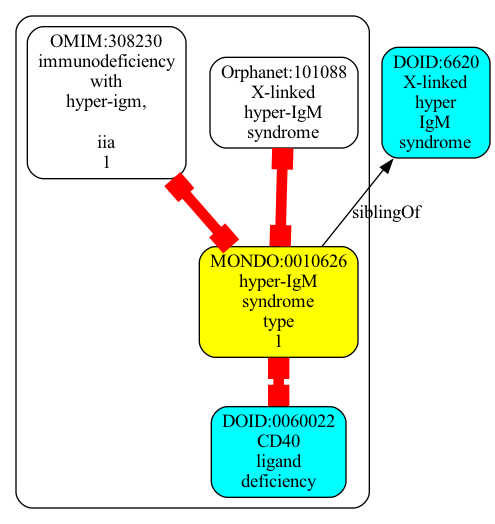 OMIM:308230
immunodeficiency
with
hyper-igm,
iia
1
Orphanet:101088
X-linked
hyper-IgM
syndrome
DOID:6620
X-linked
hyper
IgM
syndrome
siblingOf
MONDO:0010626
hyper-IgM
syndrome
type
1
DOID:0060022
CD40
ligand
deficiency